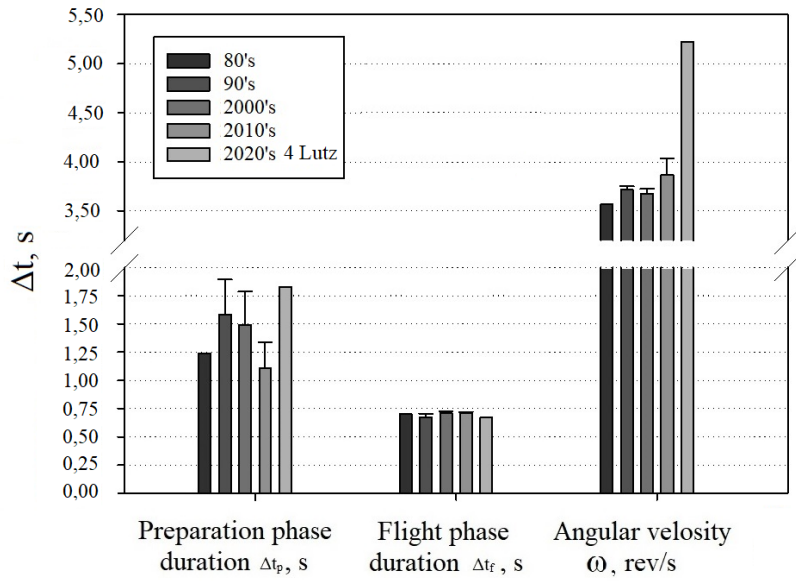 5,50
5,00
4,50
4,00
3,50
2,00
1,75
1,50
1,25
1,00
0,75
0,50
0,25
0,00
Δt, s
80's
90's
2000's
2010's
2020's 4 Lutz
Preparation phase
duration Δtp, s
Flight phase
duration Δtf, s
Angular velosity
ω, rev/s